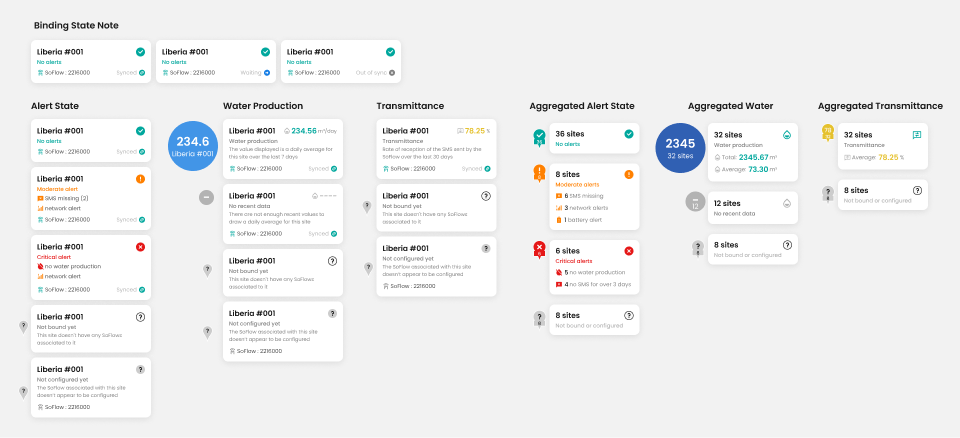 Binding State Note
Liberia #001
No alerts
SoFlow : 2216000
Synced
Liberia #001
No alerts
SoFlow : 2216000
Waiting
Liberia #001
No alerts
SoFlow : 2216000
Out of sync
Alert State
Liberia #001
No alerts
SoFlow : 2216000
Synced
Liberia #001
Moderate alert
SMS missing (2)
network alert
SoFlow : 2216000
Synced
Liberia #001
Critical alert
no water production
network alert
SoFlow : 2216000
Synced
Liberia #001
Not bound yet
This site doesn't have any SoFlows
associated to it
Liberia #001
Not configured yet
The SoFlow associated with this site
doesn't appear to be configured
SoFlow : 2216000
Water Production
234.6
Liberia #001
Liberia #001
234.56 m³/day
Water production
The value displayed is a daily average for
this site over the last 7 days
SoFlow : 2216000
Synced
Liberia #001
No recent data
There are not enough recent values to
draw a daily average for this site
SoFlow : 2216000
Synced
Liberia #001
Not bound yet
This site doesn't have any SoFlows
associated to it
Liberia #001
Not configured yet
The SoFlow associated with this site
doesn't appear to be configured
SoFlow : 2216000
Transmittance
Liberia #001
78.25 %
Transmittance
Rate of reception of the SMS sent by the
SoFlow over the last 30 days
SoFlow : 2216000
Synced
Liberia #001
Not bound yet
This site doesn't have any SoFlows
associated to it
Liberia #001
Not configured yet
The SoFlow associated with this site
doesn't appear to be configured
SoFlow : 2216000
Aggregated Alert State
36
36 sites
No alerts
8
8 sites
Moderate alerts
6 SMS missing
3 network alerts
1 battery alert
6
6 sites
Critical alerts
5 no water production
4 no SMS for over 3 days
8
8 sites
Not bound or configured
Aggregated Water
2345
32 sites
32 sites
Water production
Total: 2345.67 m³
Average: 73.30 m³
12
12 sites
No recent data
8
8 sites
Not bound or configured
Aggregated Transmittance
78
32 sites
Transmittance
Average: 78.25 %
8
8 sites
Not bound or configured